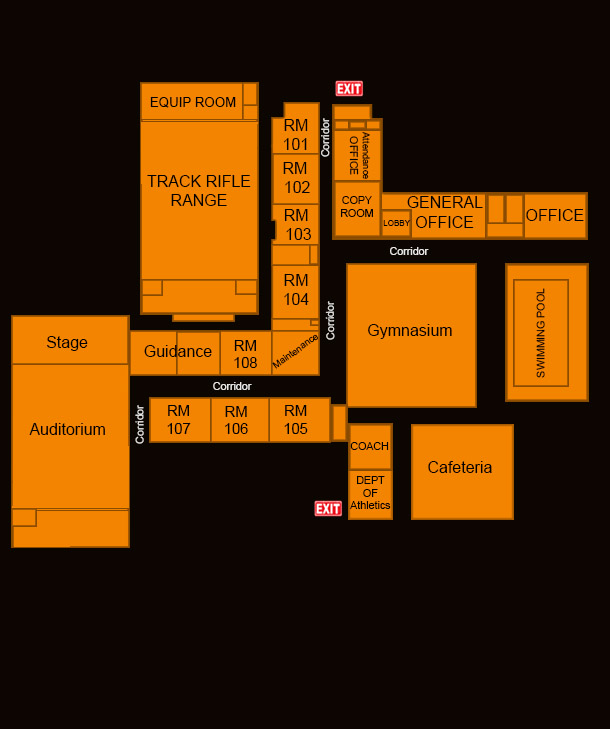 EXIT
EQUIP ROOM
RM
101
Corridor
Attendance
OFFICE
TRACK RIFLE
RANGE
RM
102
COPY
ROOM
GENERAL
OFFICE
LOBBY
OFFICE
RM
103
Corridor
RM
104
Corridor
Gymnasium
SWIMMING POOL
Stage
Guidance
RM
108
Maintenance
Corridor
Auditorium
Corridor
RM
107
RM
106
RM
105
COACH
Cafeteria
DEPT
OF
Athletics
EXIT